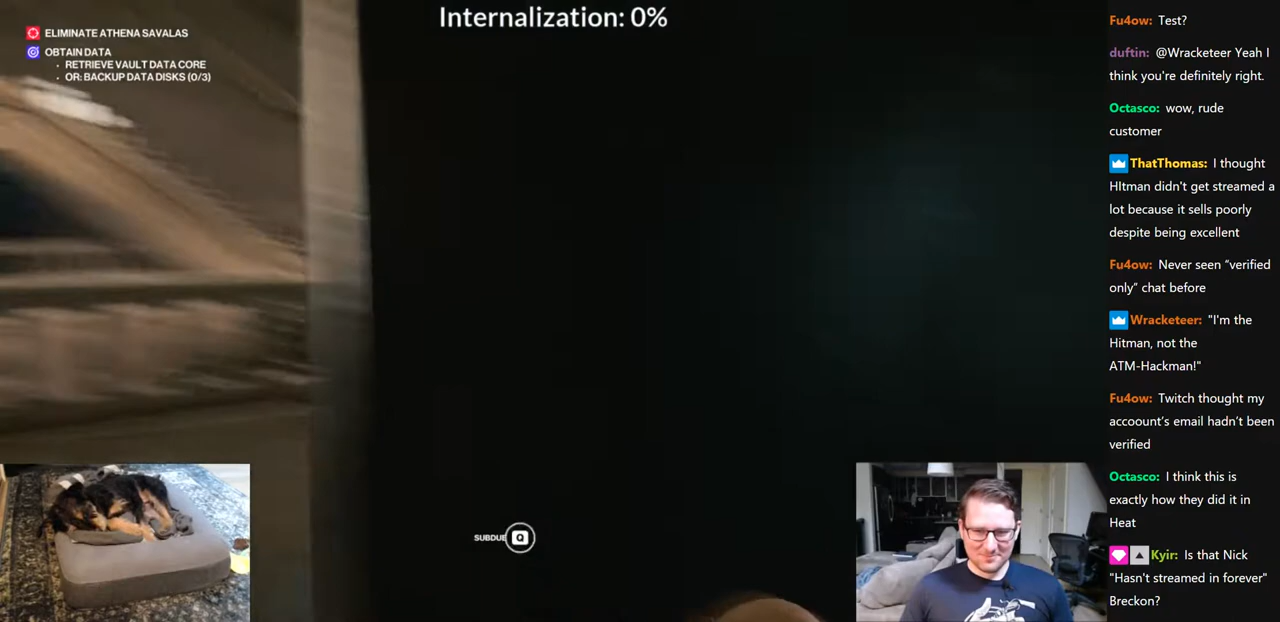 Internalization: 0%
ELIMINATE ATHENA SAVALAS
OBTAIN DATA
RETRIEVE VAULT DATA CORE
OR: BACKUP DATA DISKS (0/3)
SUBDUE Q
Fu4ow: Test?
duftin: @Wracketeer Yeah I
think you're definitely right.
Octasco: wow, rude
customer
ThatThomas: I thought
HItman didn't get streamed a
lot because it sells poorly
despite being excellent
Fu4ow: Never seen “verified
only” chat before
Wracketeer: "I'm the
Hitman, not the
ATM-Hackman!"
Fu4ow: Twitch thought my
accoount’s email hadn’t been
verified
Octasco: I think this is
exactly how they did it in
Heat
Kyir: Is that Nick
"Hasn't streamed in forever"
Breckon?